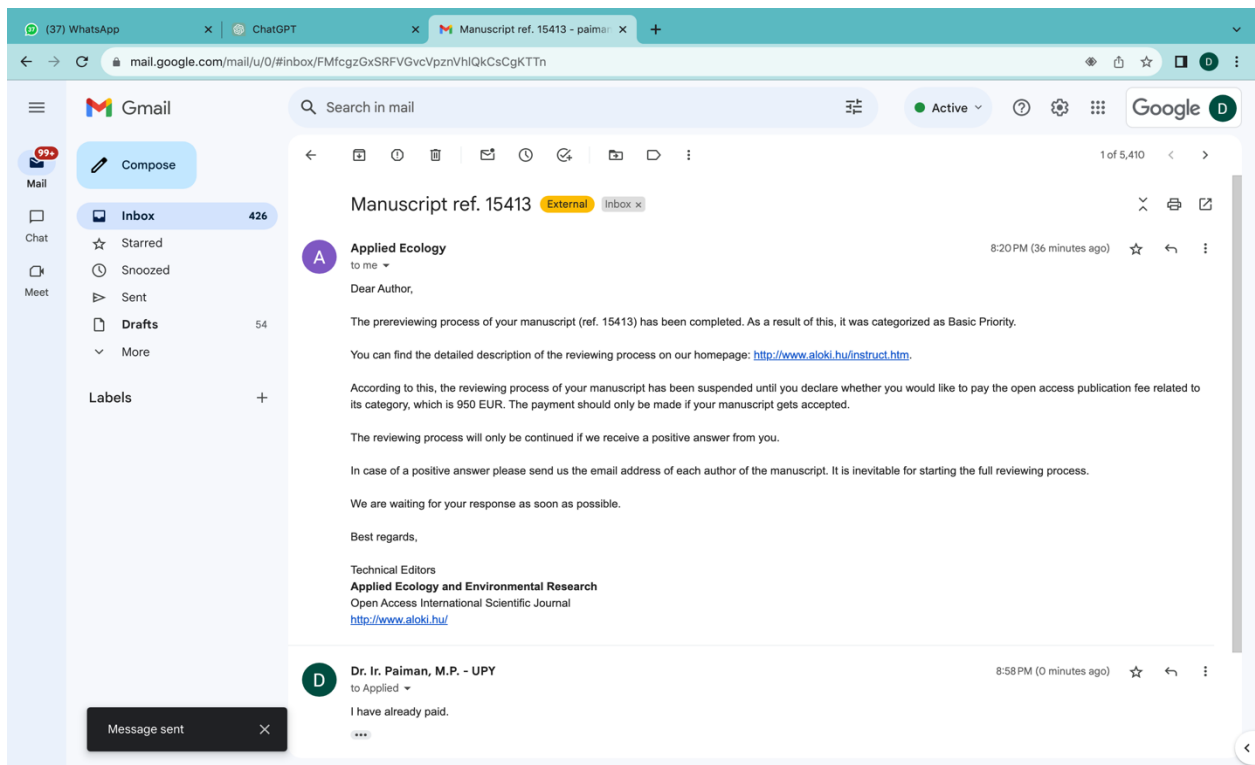 (37) WhatsApp
ChatGPT
Manuscript ref. 15413 - paiman
mail.google.com/mail/u/0/#inbox/FMfcgzGxSRFVGvcVpznVhlQkCsCgKTTn
D
Gmail
Search in mail
Active
Google
D
99+
Mail
Chat
Meet
Compose
Inbox 426
Starred
Snoozed
Sent
Drafts 54
More
Labels
1 of 5,410
Manuscript ref. 15413 External Inbox x
A
Applied Ecology 8:20 PM (36 minutes ago)
to me
Dear Author,
The prereviewing process of your manuscript (ref. 15413) has been completed. As a result of this, it was categorized as Basic Priority.
You can find the detailed description of the reviewing process on our homepage: http://www.aloki.hu/instruct.htm.
According to this, the reviewing process of your manuscript has been suspended until you declare whether you would like to pay the open access publication fee related to
its category, which is 950 EUR. The payment should only be made if your manuscript gets accepted.
The reviewing process will only be continued if we receive a positive answer from you.
In case of a positive answer please send us the email address of each author of the manuscript. It is inevitable for starting the full reviewing process.
We are waiting for your response as soon as possible.
Best regards,
Technical Editors
Applied Ecology and Environmental Research
Open Access International Scientific Journal
http://www.aloki.hu/
D
Dr. Ir. Paiman, M.P. - UPY 8:58 PM (0 minutes ago)
to Applied
I have already paid.
Message sent